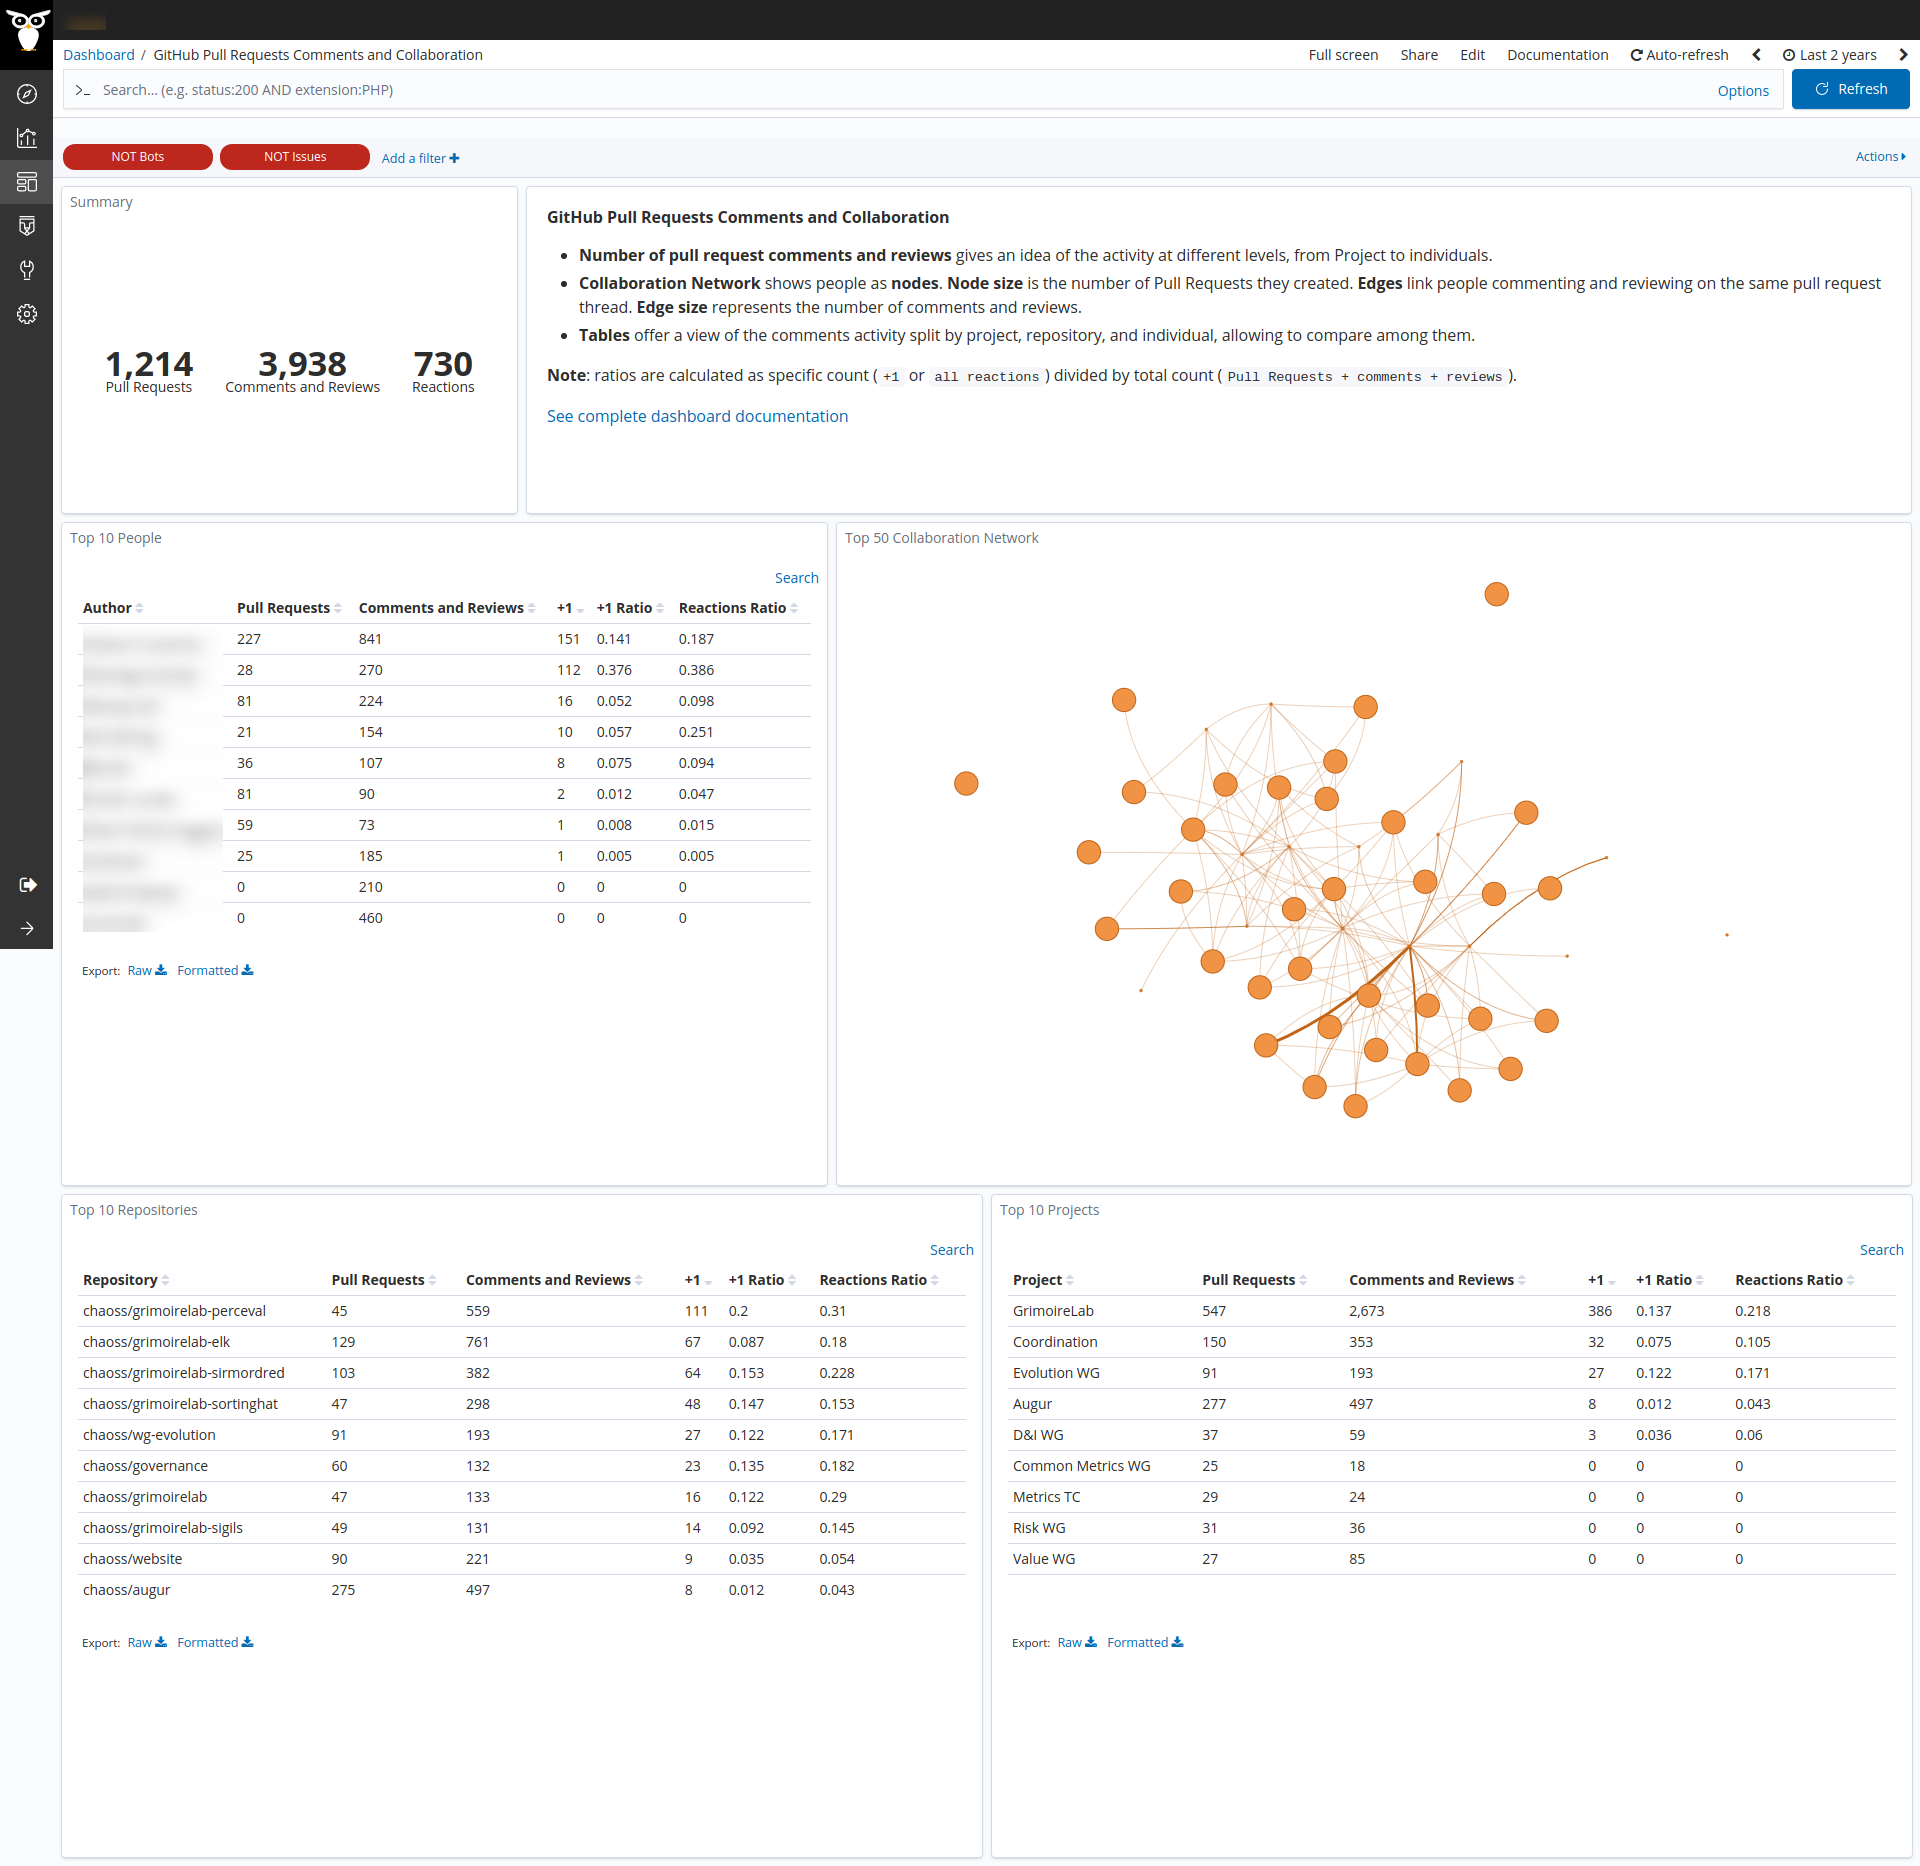 Dashboard / GitHub Pull Requests Comments and Collaboration
Full screen Share Edit Documentation Auto-refresh Last 2 years
>_ Search... (e.g. status:200 AND extension:PHP) Options Refresh
NOT Bots NOT Issues Add a filter Actions
Summary
1,214 3,938 730
Pull Requests Comments and Reviews Reactions
GitHub Pull Requests Comments and Collaboration
• Number of pull request comments and reviews gives an idea of the activity at different levels, from Project to individuals.
• Collaboration Network shows people as nodes. Node size is the number of Pull Requests they created. Edges link people commenting and reviewing on the same pull request
thread. Edge size represents the number of comments and reviews.
• Tables offer a view of the comments activity split by project, repository, and individual, allowing to compare among them.
Note: ratios are calculated as specific count ( +1 or all reactions ) divided by total count ( Pull Requests + comments + reviews ).
See complete dashboard documentation
Top 10 People
Search
Author Pull Requests Comments and Reviews +1 +1 Ratio Reactions Ratio
227 841 151 0.141 0.187
28 270 112 0.376 0.386
81 224 16 0.052 0.098
21 154 10 0.057 0.251
36 107 8 0.075 0.094
81 90 2 0.012 0.047
59 73 1 0.008 0.015
25 185 1 0.005 0.005
0 210 0 0 0
0 460 0 0 0
Export: Raw Formatted
Top 50 Collaboration Network
Top 10 Repositories
Search
Repository Pull Requests Comments and Reviews +1 +1 Ratio Reactions Ratio
chaoss/grimoirelab-perceval 45 559 111 0.2 0.31
chaoss/grimoirelab-elk 129 761 67 0.087 0.18
chaoss/grimoirelab-sirmordred 103 382 64 0.153 0.228
chaoss/grimoirelab-sortinghat 47 298 48 0.147 0.153
chaoss/wg-evolution 91 193 27 0.122 0.171
chaoss/governance 60 132 23 0.135 0.182
chaoss/grimoirelab 47 133 16 0.122 0.29
chaoss/grimoirelab-sigils 49 131 14 0.092 0.145
chaoss/website 90 221 9 0.035 0.054
chaoss/augur 275 497 8 0.012 0.043
Export: Raw Formatted
Top 10 Projects
Search
Project Pull Requests Comments and Reviews +1 +1 Ratio Reactions Ratio
GrimoireLab 547 2,673 386 0.137 0.218
Coordination 150 353 32 0.075 0.105
Evolution WG 91 193 27 0.122 0.171
Augur 277 497 8 0.012 0.043
D&I WG 37 59 3 0.036 0.06
Common Metrics WG 25 18 0 0 0
Metrics TC 29 24 0 0 0
Risk WG 31 36 0 0 0
Value WG 27 85 0 0 0
Export: Raw Formatted